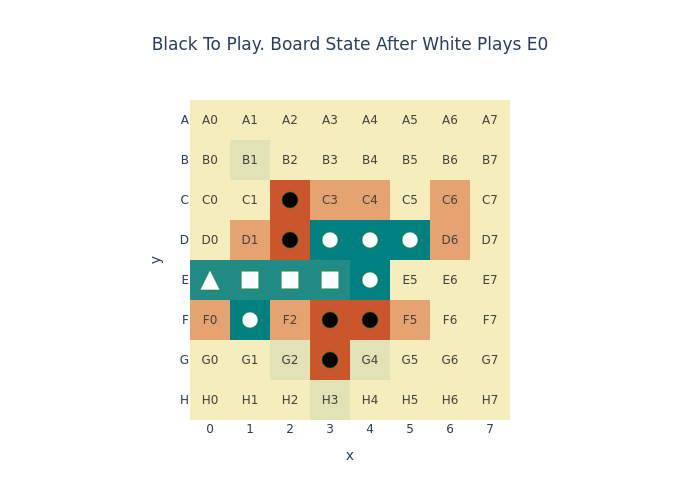 Black To Play. Board State After White Plays E0
A A0 A1 A2 A3 A4 A5 A6 A7
B B0 B1 B2 B3 B4 B5 B6 B7
C C0 C1 C3 C4 C5 C6 C7
D D0 D1 D6 D7
E E5 E6 E7
F F0 F2 F5 F6 F7
G G0 G1 G2 G4 G5 G6 G7
H H0 H1 H2 H3 H4 H5 H6 H7
0 1 2 3 4 5 6 7
x
y